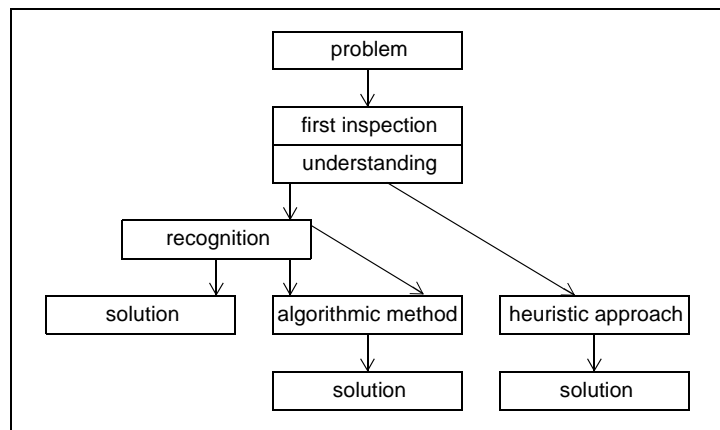 problem
first inspection
understanding
recognition
solution
algorithmic method
heuristic approach
solution
solution